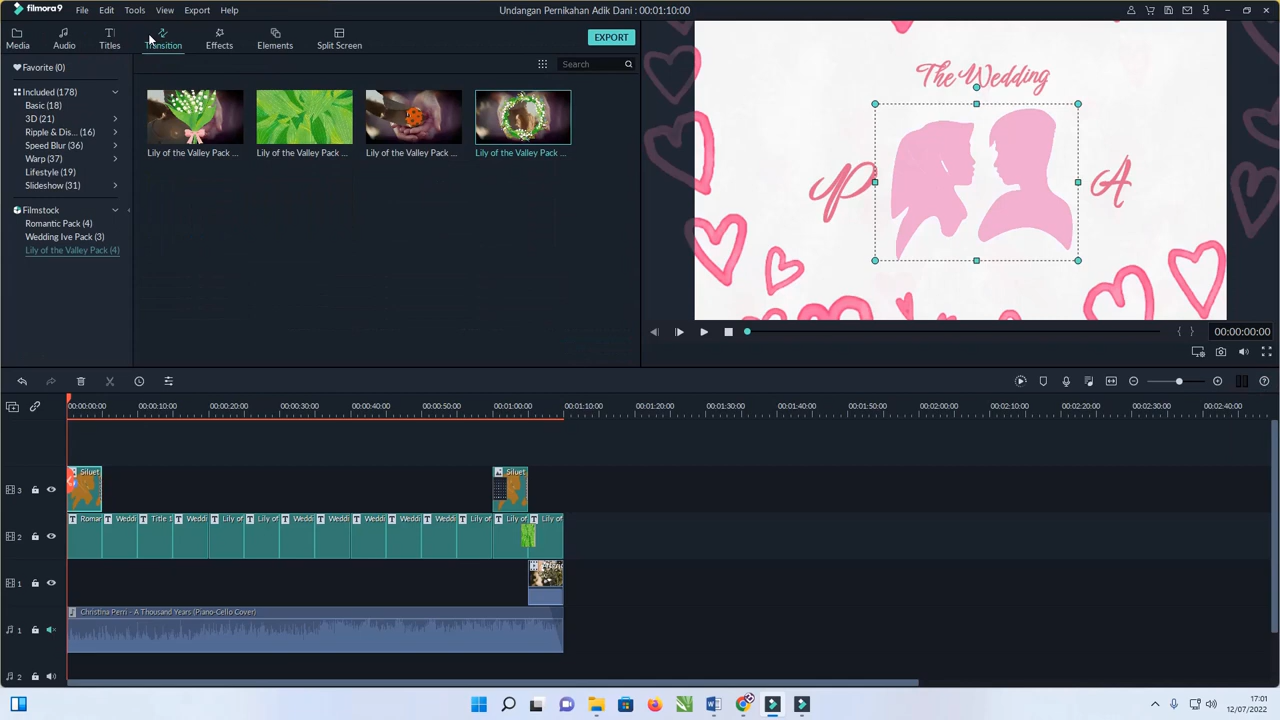 filmora9 File Edit Tools View Export Help Undangan Pernikahan Adik Dani : 00:01:10:00
Media Audio Titles Transition Effects Elements Split Screen EXPORT
Favorite (0)
Search
Included (178)
Basic (18)
3D (21)
Ripple & Dis... (16)
Speed Blur (36)
Warp (37)
Lifestyle (19)
Slideshow (31)
Filmstock
Romantic Pack (4)
Wedding Ive Pack (3)
Lily of the Valley Pack (4)
Lily of the Valley Pack ... Lily of the Valley Pack ... Lily of the Valley Pack ... Lily of the Valley Pack ...
The Wedding
P A
{ } 00:00:00:00
00:00:00:00 00:00:10:00 00:00:20:00 00:00:30:00 00:00:40:00 00:00:50:00 00:01:00:00 00:01:10:00 00:01:20:00 00:01:30:00 00:01:40:00 00:01:50:00 00:02:00:00 00:02:10:00 00:02:20:00 00:02:30:00 00:02:40:00
3 Siluet Siluet
2 T Roman T Weddi T Title 1 T Weddi T Lily of T Lily of T Weddi T Weddi T Weddi T Weddi T Weddi T Lily of T Lily of T Lily of
1
1 Christina Perri - A Thousand Years (Piano-Cello Cover)
2
17.01
12/07/2022